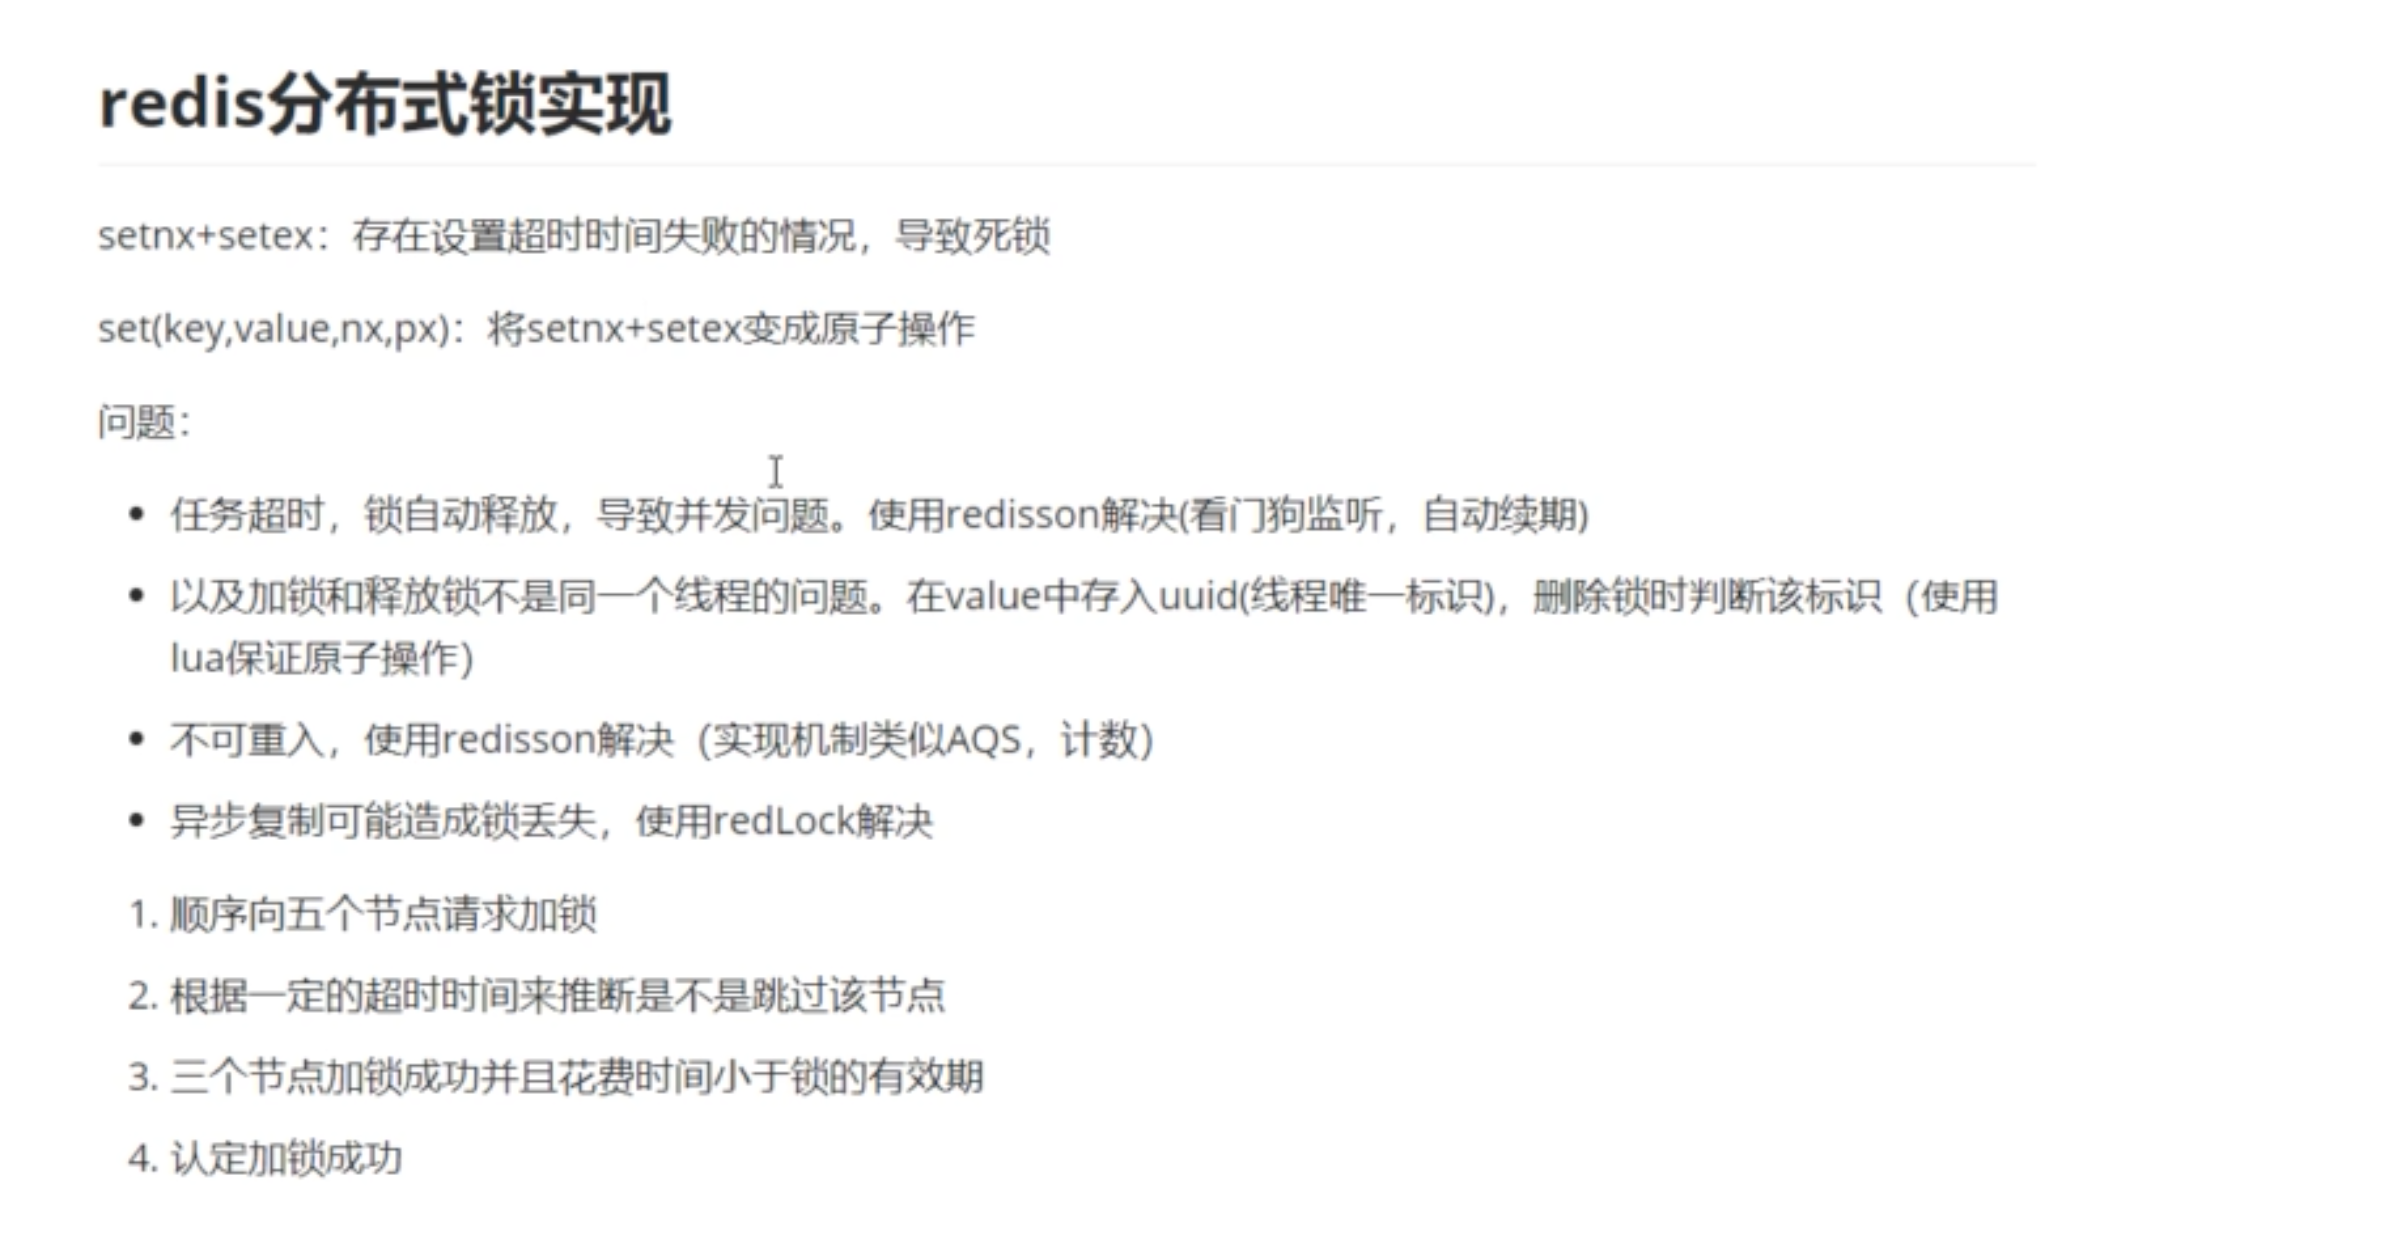 redis分布式锁实现
setnx+setex：存在设置超时时间失败的情况，导致死锁
set(key,value,nx,px)：将setnx+setex变成原子操作
问题：
• 任务超时，锁自动释放，导致并发问题。使用redisson解决(看门狗监听，自动续期)
• 以及加锁和释放锁不是同一个线程的问题。在value中存入uuid(线程唯一标识)，删除锁时判断该标识（使用
lua保证原子操作）
• 不可重入，使用redisson解决（实现机制类似AQS，计数）
• 异步复制可能造成锁丢失，使用redLock解决
1. 顺序向五个节点请求加锁
2. 根据一定的超时时间来推断是不是跳过该节点
3. 三个节点加锁成功并且花费时间小于锁的有效期
4. 认定加锁成功